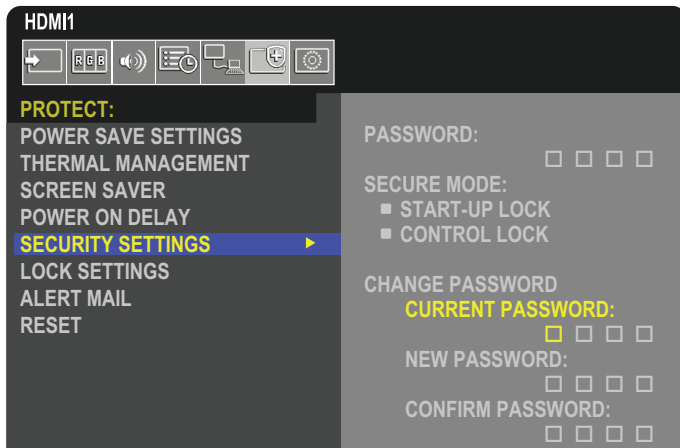 HDMI1
RGB
PROTECT:
POWER SAVE SETTINGS
THERMAL MANAGEMENT
SCREEN SAVER
POWER ON DELAY
SECURITY SETTINGS
LOCK SETTINGS
ALERT MAIL
RESET
PASSWORD:
SECURE MODE:
START-UP LOCK
CONTROL LOCK
CHANGE PASSWORD
CURRENT PASSWORD:
NEW PASSWORD:
CONFIRM PASSWORD: